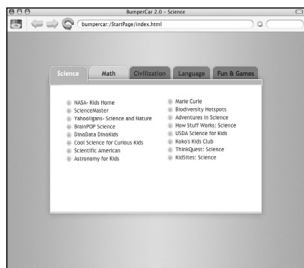 BumperCar 2.0 - Science
bumpercar:/StartPage/index.html
Science Math Civilization Language Fun & Games
NASA- Kids Home
ScienceMaster
Yahooligans- Science and Nature
BrainPOP Science
DinoData DinoKids
Cool Science for Curious Kids
Scientific American
Astronomy for Kids
Marie Curie
Biodiversity Hotspots
Adventures in Science
How Stuff Works: Science
USDA Science for Kids
Koko's Kids Club
ThinkQuest: Science
KidSites: Science